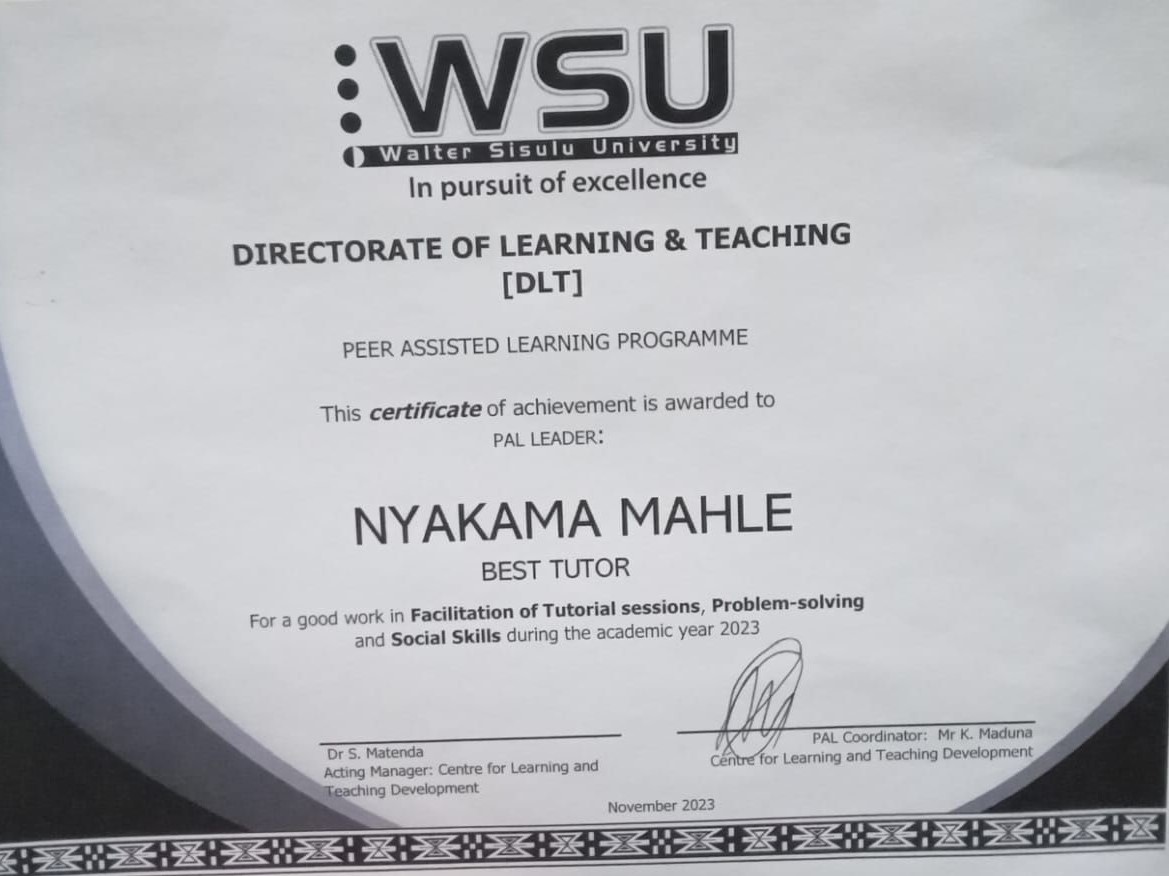 WSU
Walter Sisulu University
In pursuit of excellence
DIRECTORATE OF LEARNING & TEACHING
[DLT]
PEER ASSISTED LEARNING PROGRAMME
This certificate of achievement is awarded to
PAL LEADER:
NYAKAMA MAHLE
BEST TUTOR
For a good work in Facilitation of Tutorial sessions, Problem-solving
and Social Skills during the academic year 2023
Dr S. Matenda
Acting Manager: Centre for Learning and
Teaching Development
PAL Coordinator: Mr K. Maduna
Centre for Learning and Teaching Development
November 2023